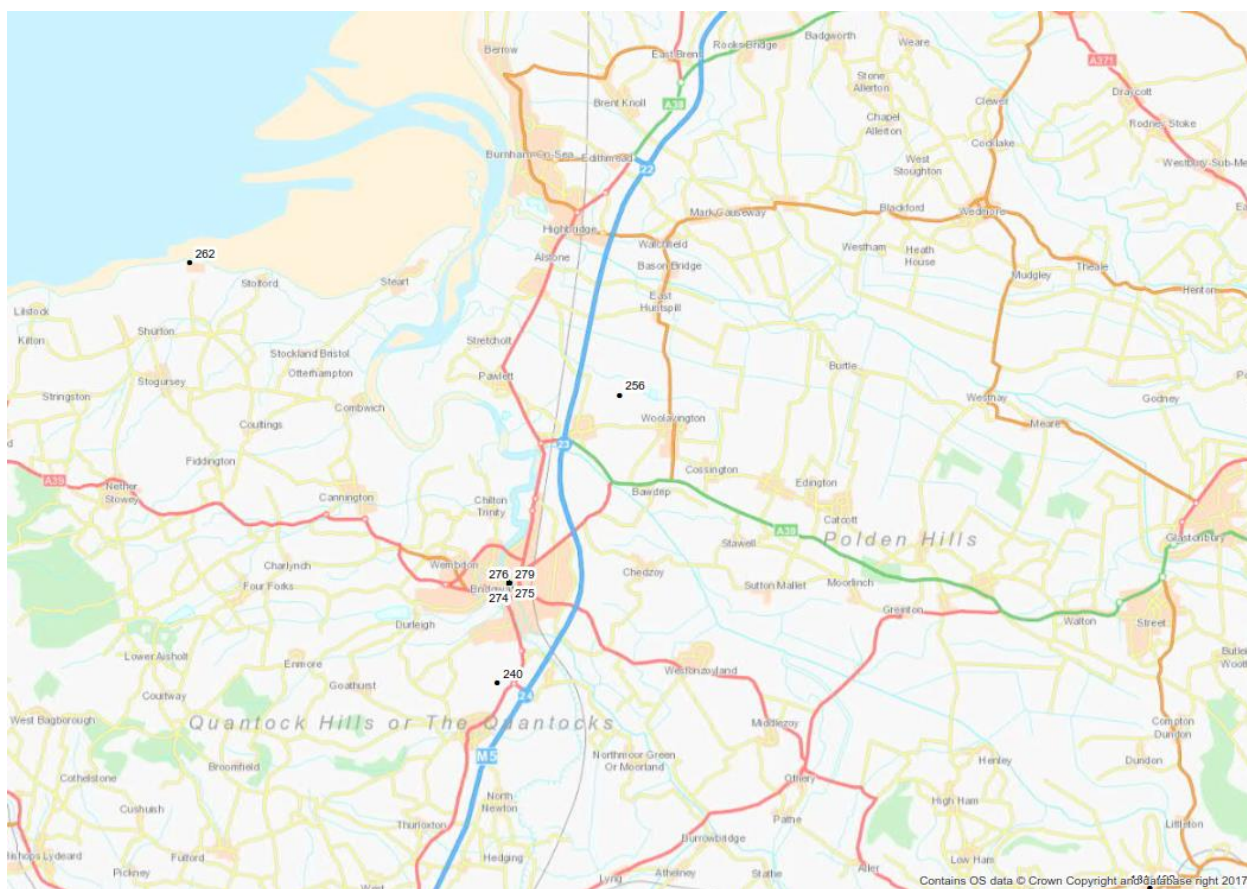 Berrow
East Brent
Rooks Bridge
Badgworth
Weare
A371
Stone
Allerton
Draycott
Brent Knoll
A38
Clewer
Chapel
Allerton
Rodney Stoke
Cocklake
Burnham-On-Sea
Edithmead
West
Stoughton
Westbury-Sub-Me
22
Mark Causeway
Blackford
Wedmore
Ea
Highbridge
Watchfield
Westham
Heath
House
262
Alstone
Bason Bridge
Mudgley
Theale
Stolford
Steart
East
Huntspill
Henton
Lilstock
Kilton
Shurton
Stretcholt
Stockland Bristol
Otterhampton
Burtle
Pawlett
Stogursey
256
Stringston
Combwich
Westhay
Godney
Woolavington
Meare
Coultings
23
Fiddington
Cossington
A39
Nether
Stowey
Cannington
Edington
Bawdep
Chilton
Trinity
Catcott
A39
Stawell
Polden Hills
Glastonbury
Wembdon
Charlynch
276
279
Chedzoy
Four Forks
274
275
Sutton Mallet
Moorlinch
Greinton
Durleigh
Walton
Street
Lower Aisholt
Enmore
Westonzoyland
240
Courtway
Goathurst
24
West Bagborough
Quantock Hills or The Quantocks
Middlezoy
Compton
Dundon
M5
Northmoor Green
Or Moorland
Henley
Dundon
Cothelstone
Broomfield
Othery
Cushuish
North
Newton
High Ham
Thurloxton
Pathe
Littleton
Burrowbridge
Bishops Lydeard
Fulford
Hedging
Aller
Low Ham
Pickney
West
Lyng
Athelney
Stathe
Contains OS data © Crown Copyright and database right 2017